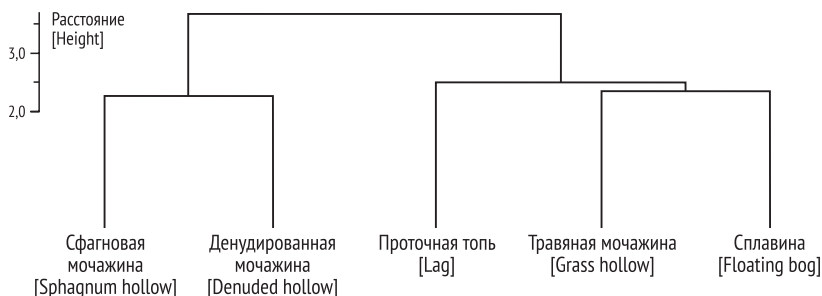 Расстояние
[Height]
3,0
2,0
Сфагновая
мочажина
[Sphagnum hollow]
Денудированная
мочажина
[Denuded hollow]
Проточная топь
[Lag]
Травяная мочажина
[Grass hollow]
Сплавина
[Floating bog]